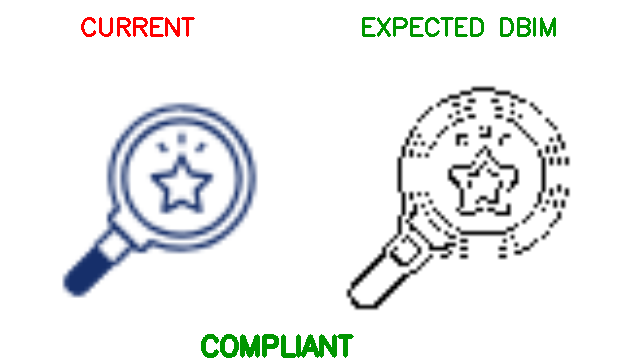 CURRENT
EXPECTED DBIM
COMPLIANT